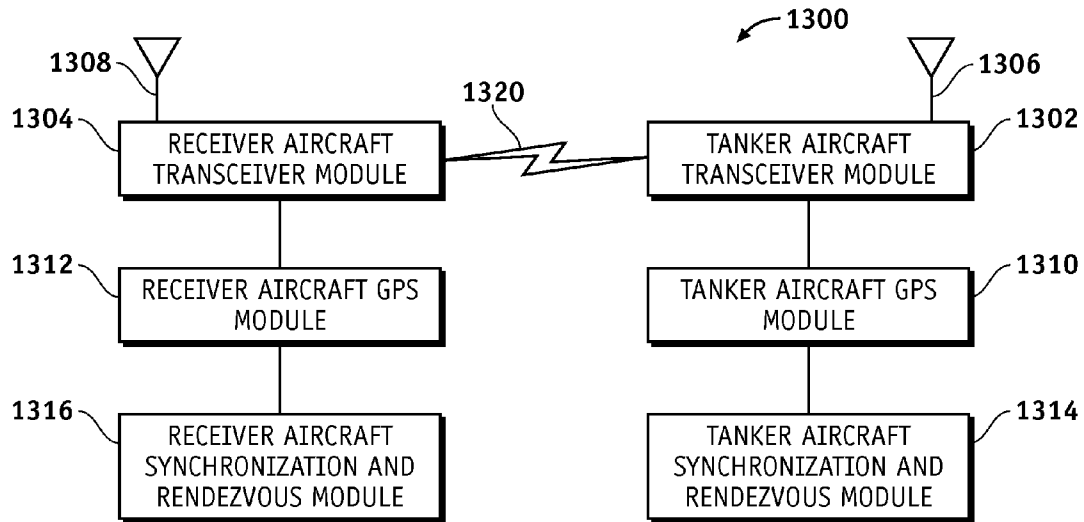 1300
1308
1306
1320
1304
RECEIVER AIRCRAFT
TRANSCEIVER MODULE
TANKER AIRCRAFT
TRANSCEIVER MODULE
1302
1312
RECEIVER AIRCRAFT GPS
MODULE
TANKER AIRCRAFT GPS
MODULE
1310
1316
RECEIVER AIRCRAFT
SYNCHRONIZATION AND
RENDEZVOUS MODULE
TANKER AIRCRAFT
SYNCHRONIZATION AND
RENDEZVOUS MODULE
1314